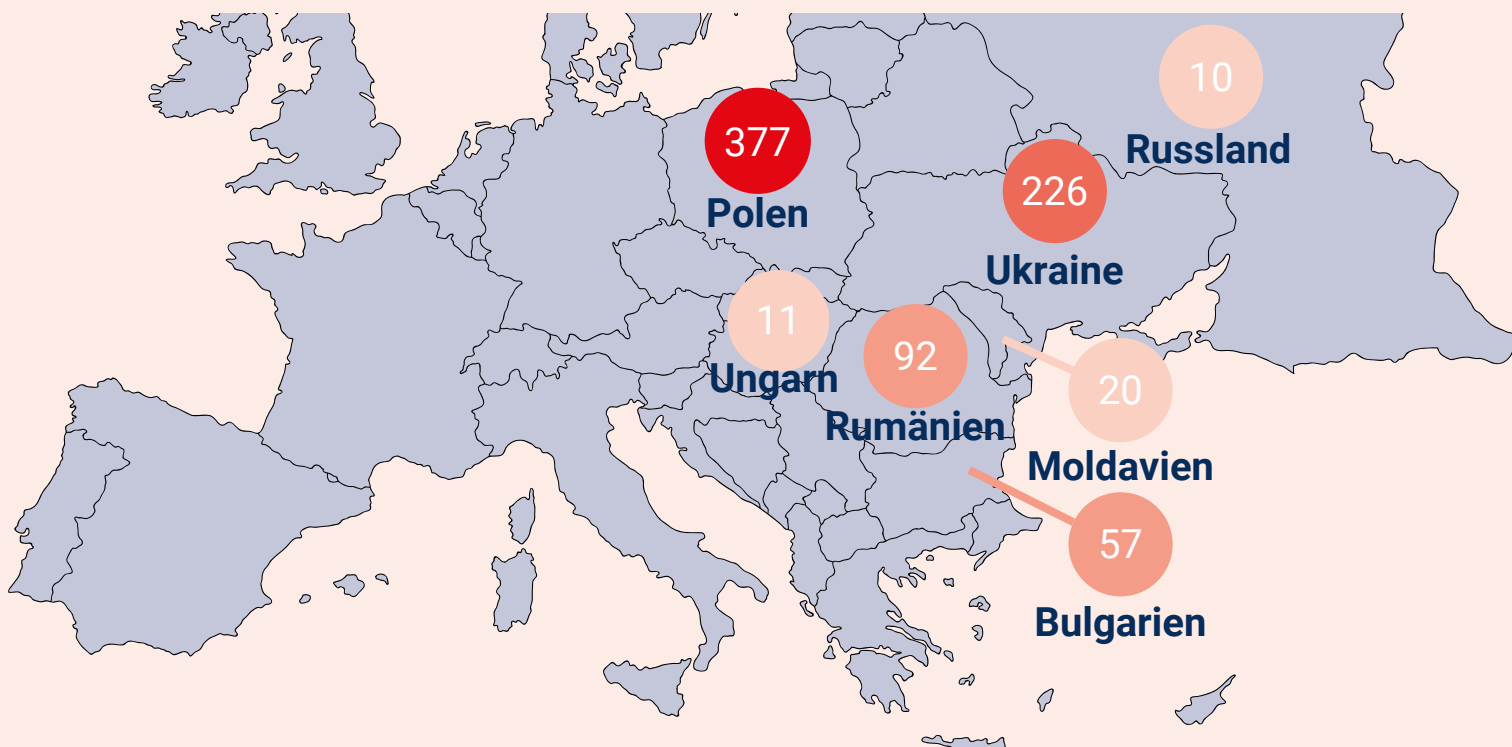 10
Russland
377
Polen
226
Ukraine
11
Ungarn
92
Rumänien
20
Moldavien
57
Bulgarien